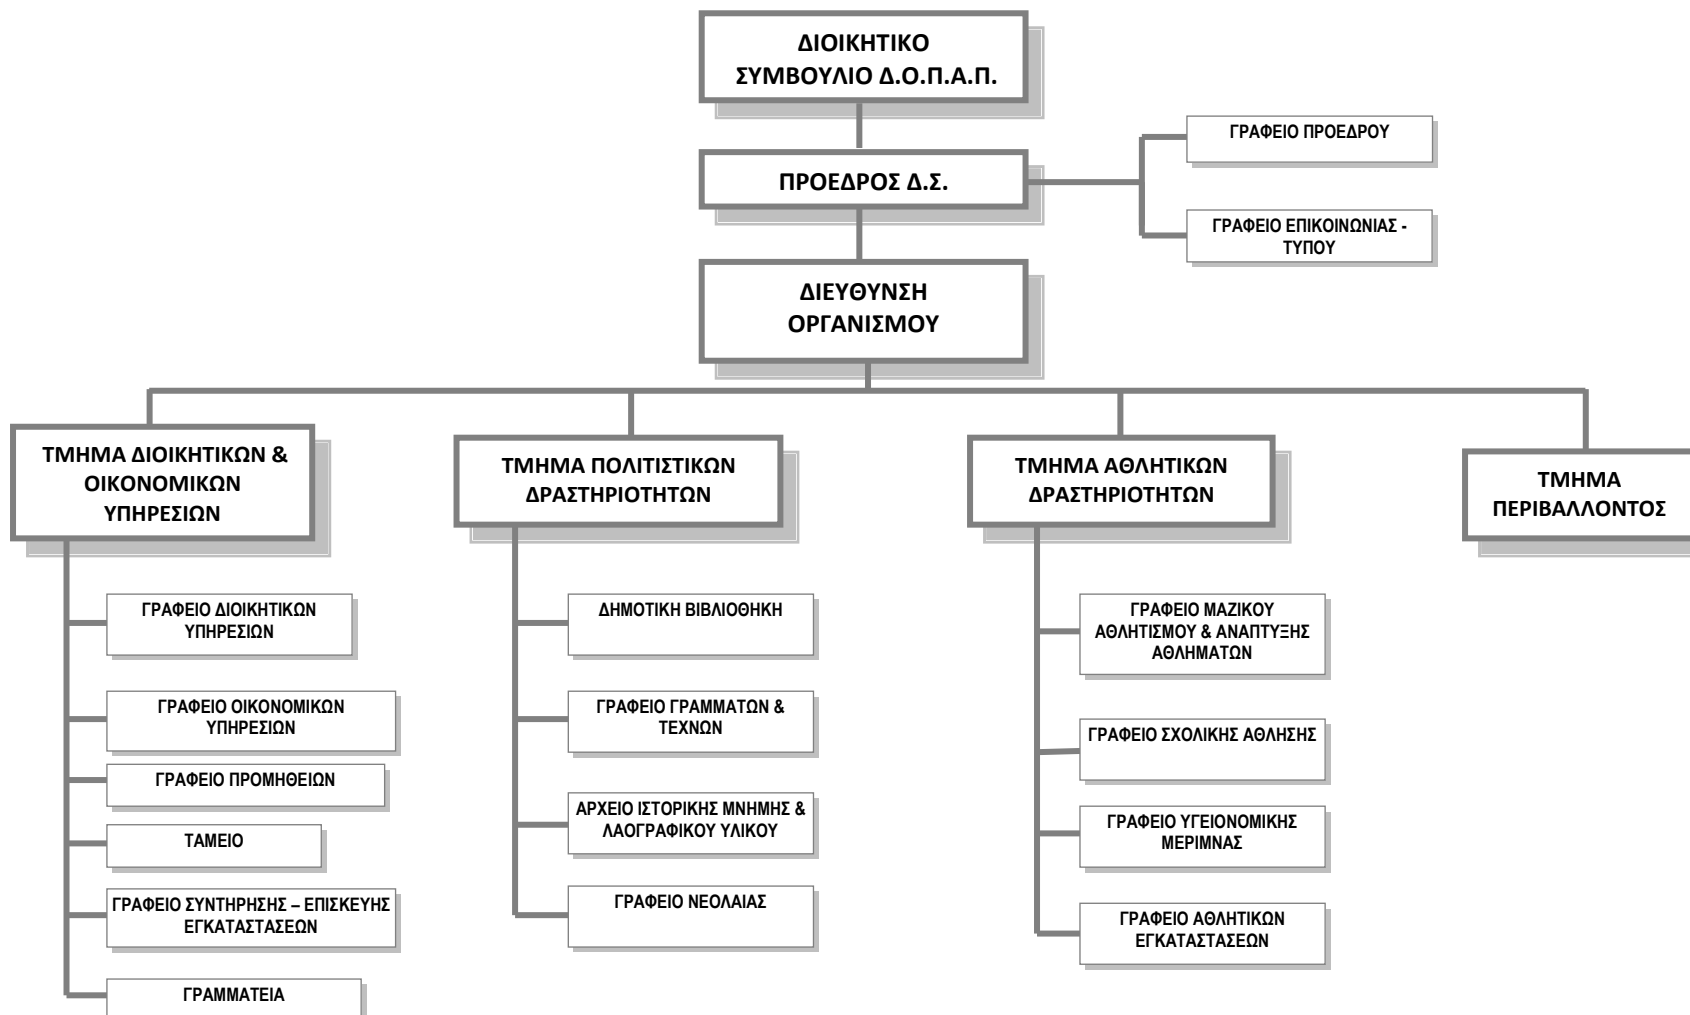 ΔΙΟΙΚΗΤΙΚΟ
ΣΥΜΒΟΥΛΙΟ Δ.Ο.Π.Α.Π.
ΓΡΑΦΕΙΟ ΠΡΟΕΔΡΟΥ
ΠΡΟΕΔΡΟΣ Δ.Σ.
ΓΡΑΦΕΙΟ ΕΠΙΚΟΙΝΩΝΙΑΣ -
ΤΥΠΟΥ
ΔΙΕΥΘΥΝΣΗ
ΟΡΓΑΝΙΣΜΟΥ
ΤΜΗΜΑ ΔΙΟΙΚΗΤΙΚΩΝ &
ΟΙΚΟΝΟΜΙΚΩΝ
ΥΠΗΡΕΣΙΩΝ
ΤΜΗΜΑ ΠΟΛΙΤΙΣΤΙΚΩΝ
ΔΡΑΣΤΗΡΙΟΤΗΤΩΝ
ΤΜΗΜΑ ΑΘΛΗΤΙΚΩΝ
ΔΡΑΣΤΗΡΙΟΤΗΤΩΝ
ΤΜΗΜΑ
ΠΕΡΙΒΑΛΛΟΝΤΟΣ
ΓΡΑΦΕΙΟ ΔΙΟΙΚΗΤΙΚΩΝ
ΥΠΗΡΕΣΙΩΝ
ΓΡΑΦΕΙΟ ΟΙΚΟΝΟΜΙΚΩΝ
ΥΠΗΡΕΣΙΩΝ
ΓΡΑΦΕΙΟ ΠΡΟΜΗΘΕΙΩΝ
ΤΑΜΕΙΟ
ΓΡΑΦΕΙΟ ΣΥΝΤΗΡΗΣΗΣ – ΕΠΙΣΚΕΥΗΣ
ΕΓΚΑΤΑΣΤΑΣΕΩΝ
ΓΡΑΜΜΑΤΕΙΑ
ΔΗΜΟΤΙΚΗ ΒΙΒΛΙΟΘΗΚΗ
ΓΡΑΦΕΙΟ ΓΡΑΜΜΑΤΩΝ &
ΤΕΧΝΩΝ
ΑΡΧΕΙΟ ΙΣΤΟΡΙΚΗΣ ΜΝΗΜΗΣ &
ΛΑΟΓΡΑΦΙΚΟΥ ΥΛΙΚΟΥ
ΓΡΑΦΕΙΟ ΝΕΟΛΑΙΑΣ
ΓΡΑΦΕΙΟ ΜΑΖΙΚΟΥ
ΑΘΛΗΤΙΣΜΟΥ & ΑΝΑΠΤΥΞΗΣ
ΑΘΛΗΜΑΤΩΝ
ΓΡΑΦΕΙΟ ΣΧΟΛΙΚΗΣ ΑΘΛΗΣΗΣ
ΓΡΑΦΕΙΟ ΥΓΕΙΟΝΟΜΙΚΗΣ
ΜΕΡΙΜΝΑΣ
ΓΡΑΦΕΙΟ ΑΘΛΗΤΙΚΩΝ
ΕΓΚΑΤΑΣΤΑΣΕΩΝ